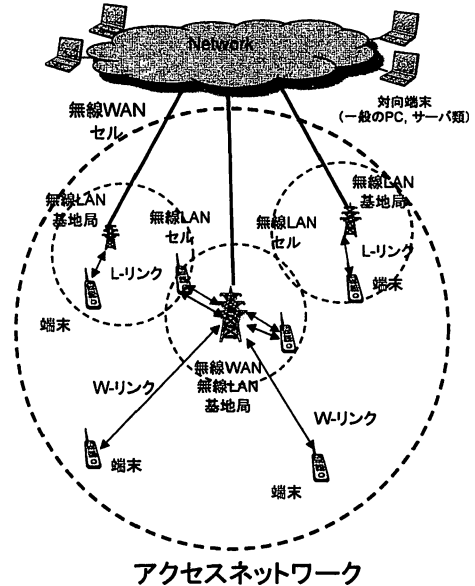 Network
対向端末
(一般のPC, サーバ類)
無線WAN
セル
無線LAN
基地局
無線LAN
セル
無線LAN
セル
無線LAN
基地局
L-リンク
L-リンク
端末
端末
無線WAN
無線LAN
基地局
W-リンク
W-リンク
端末
端末
アクセスネットワーク